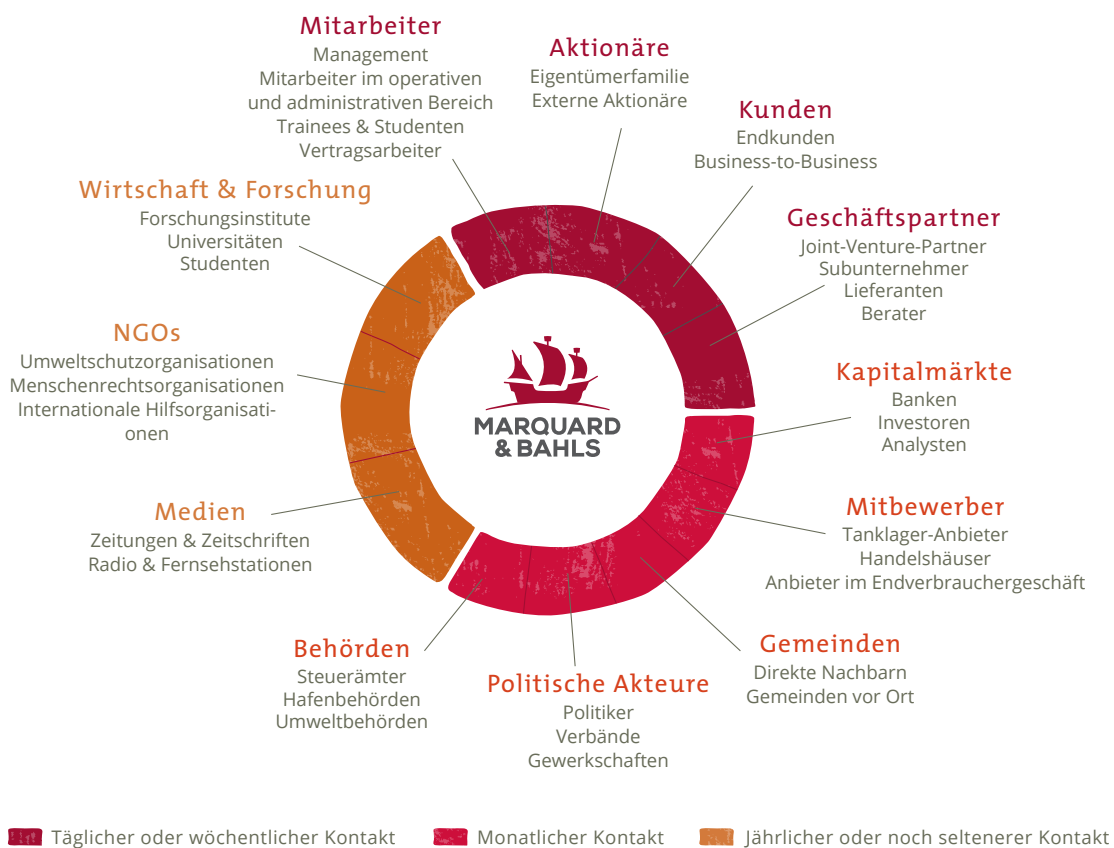 Mitarbeiter
Management
Mitarbeiter im operativen
und administrativen Bereich
Trainees & Studenten
Vertragsarbeiter
Aktionäre
Eigentümerfamilie
Externe Aktionäre
Kunden
Endkunden
Business-to-Business
Geschäftspartner
Joint-Venture-Partner
Subunternehmer
Lieferanten
Berater
Kapitalmärkte
Banken
Investoren
Analysten
Mitbewerber
Tanklager-Anbieter
Handelshäuser
Anbieter im Endverbrauchergeschäft
Gemeinden
Direkte Nachbarn
Gemeinden vor Ort
Politische Akteure
Politiker
Verbände
Gewerkschaften
Behörden
Steuerämter
Hafenbehörden
Umweltbehörden
Medien
Zeitungen & Zeitschriften
Radio & Fernsehstationen
NGOs
Umweltschutzorganisationen
Menschenrechtsorganisationen
Internationale Hilfsorganisati-
onen
Wirtschaft & Forschung
Forschungsinstitute
Universitäten
Studenten
MARQUARD
& BAHLS
Täglicher oder wöchentlicher Kontakt
Monatlicher Kontakt
Jährlicher oder noch seltenerer Kontakt